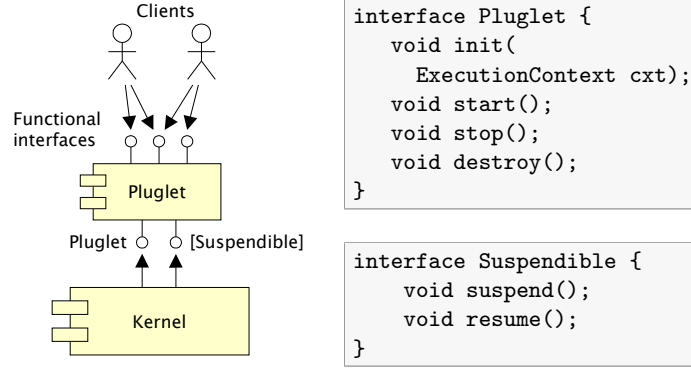 Clients
Functional
interfaces
Pluglet
Pluglet
[Suspendible]
Kernel
interface Pluglet {
void init(
ExecutionContext cxt);
void start();
void stop();
void destroy();
}
interface Suspendible {
void suspend();
void resume();
}